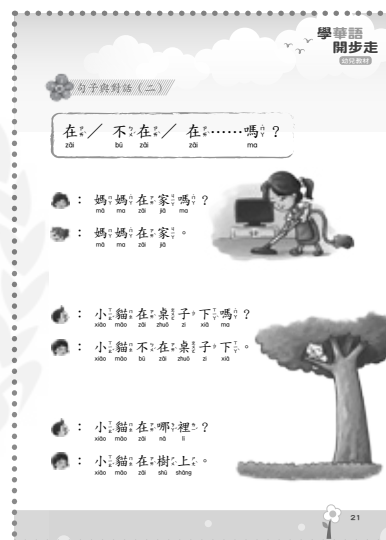 學華語
開步走
幼兒教材
句子與對話（二）
在／ 不在／ 在……嗎？
zài bú zài zài ma
：媽媽在家嗎？
mā ma zài jiā ma
：媽媽在家。
mā ma zài jiā
：小貓在桌子下嗎？
xiǎo māo zài zhuō zi xià ma
：小貓不在桌子下。
xiǎo māo bú zài zhuō zi xià
：小貓在哪裡？
xiǎo māo zài nǎ lǐ
：小貓在樹上。
xiǎo māo zài shù shàng
21